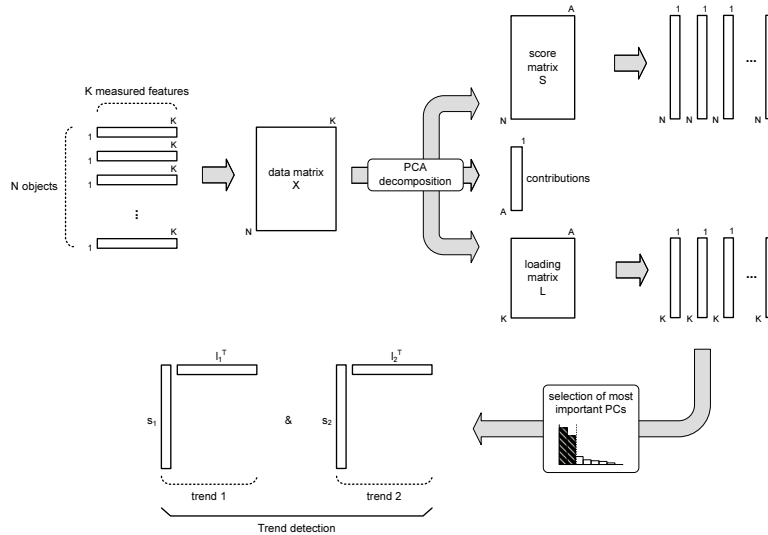 K measured features
N objects
1 K
1 K
1 K
...
1 K
data matrix
X
K
N
PCA
decomposition
score
matrix
S
A
N
1
contributions
A
loading
matrix
L
A
K
1 1 1 1
...
N N N N
1 1 1 1
...
K K K K
selection of most
important PCs
l1T
s1
&
l2T
s2
trend 1
trend 2
Trend detection